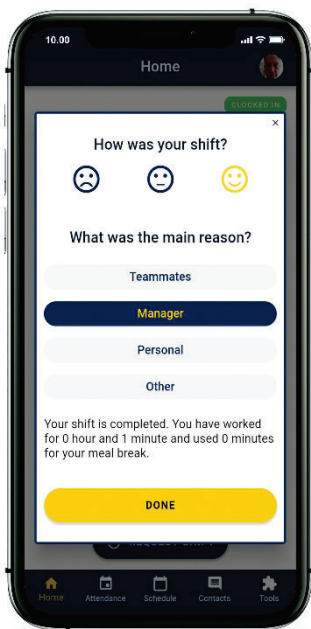 10.00
Home
CLOCKED IN
×
How was your shift?
What was the main reason?
Teammates
Manager
Personal
Other
Your shift is completed. You have worked
for 0 hour and 1 minute and used 0 minutes
for your meal break.
DONE
Home
Attendance
Schedule
Contacts
Tools